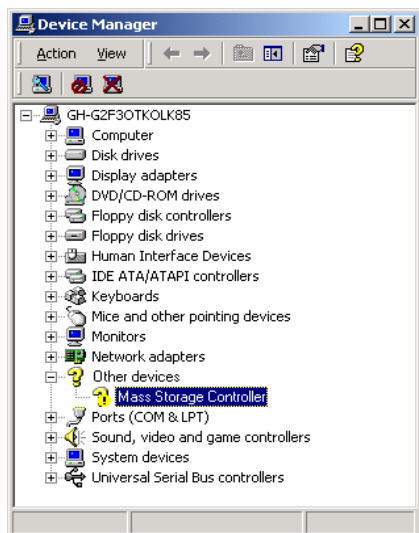 Device Manager
Action View
GH-G2F3OTKOLK85
Computer
Disk drives
Display adapters
DVD/CD-ROM drives
Floppy disk controllers
Floppy disk drives
Human Interface Devices
IDE ATA/ATAPI controllers
Keyboards
Mice and other pointing devices
Monitors
Network adapters
Other devices
Mass Storage Controller
Ports (COM & LPT)
Sound, video and game controllers
System devices
Universal Serial Bus controllers